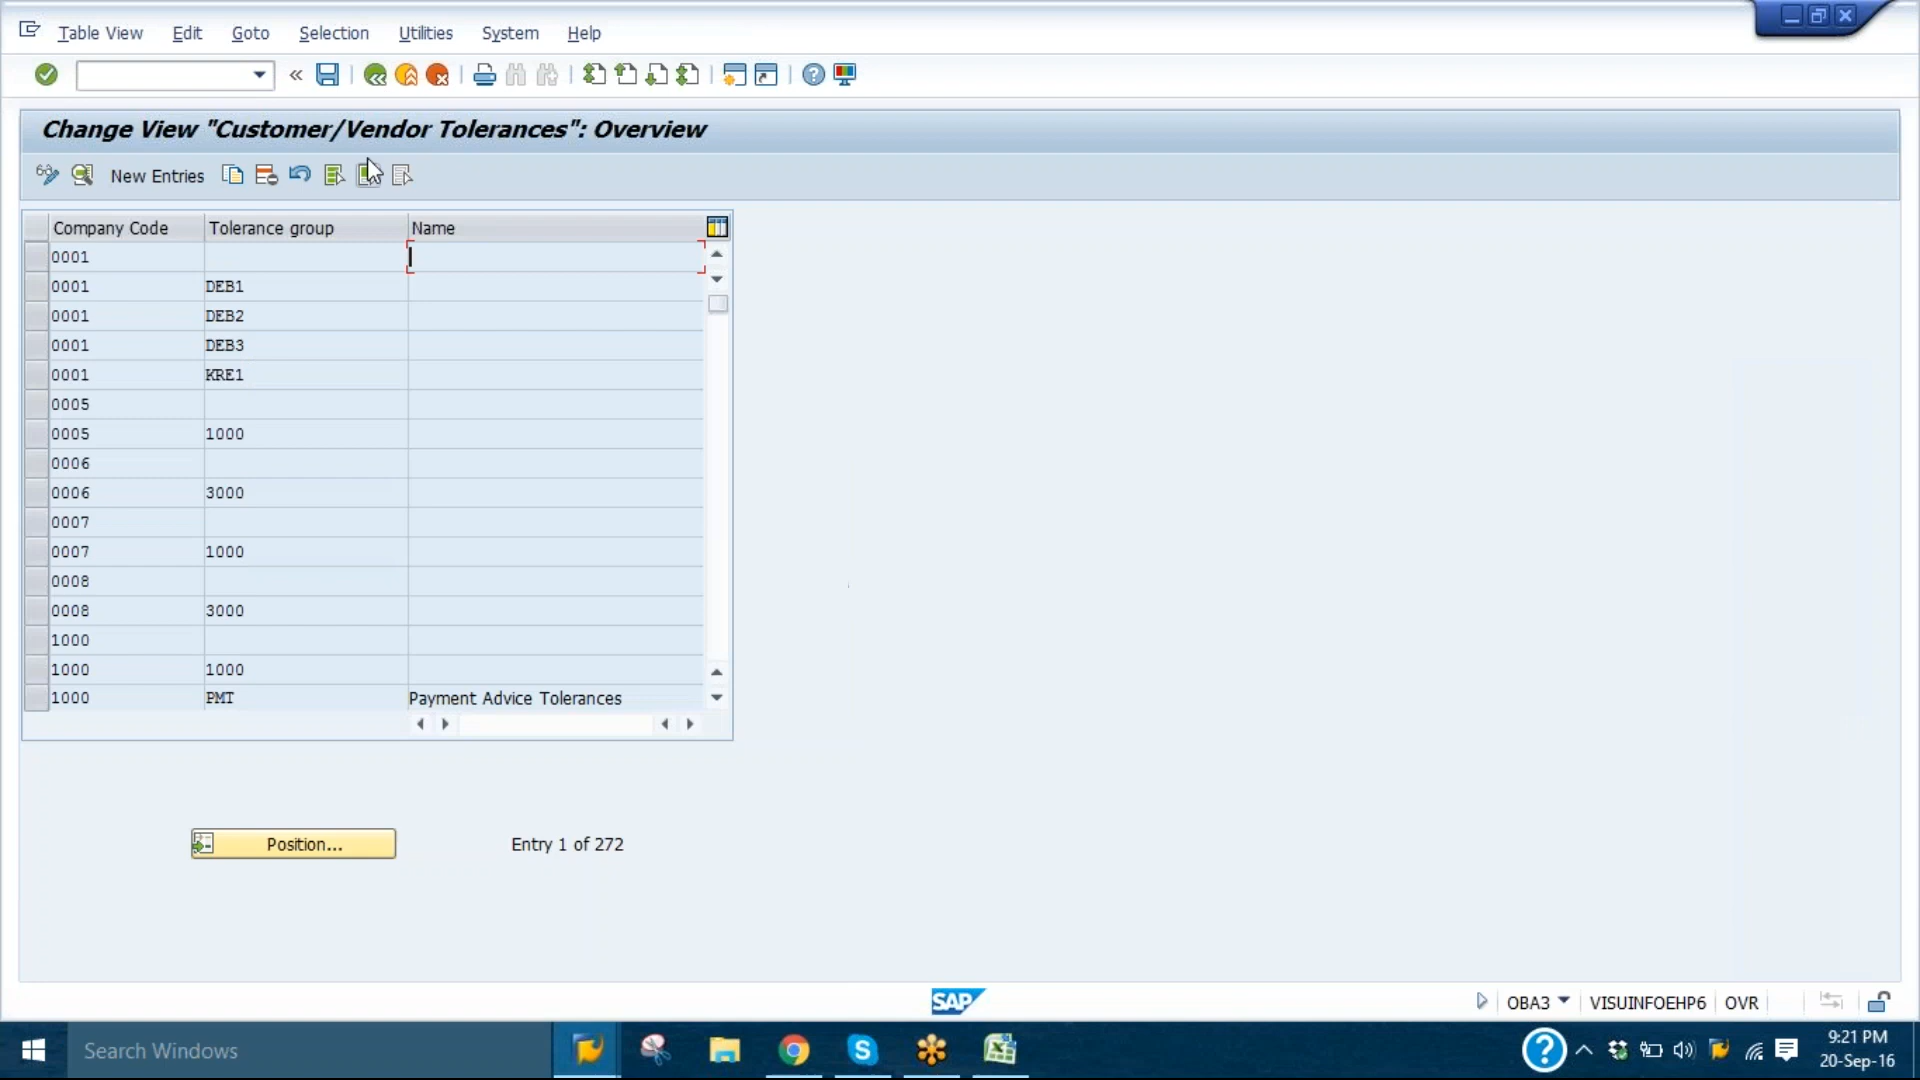 Table View Edit Goto Selection Utilities System Help
Change View "Customer/Vendor Tolerances": Overview
New Entries
Company Code Tolerance group Name
0001
0001 DEB1
0001 DEB2
0001 DEB3
0001 KRE1
0005
0005 1000
0006
0006 3000
0007
0007 1000
0008
0008 3000
1000
1000 1000
1000 PMT Payment Advice Tolerances
Position... Entry 1 of 272
SAP OBA3 VISUINFOEHP6 OVR
Search Windows
9:21 PM
20-Sep-16